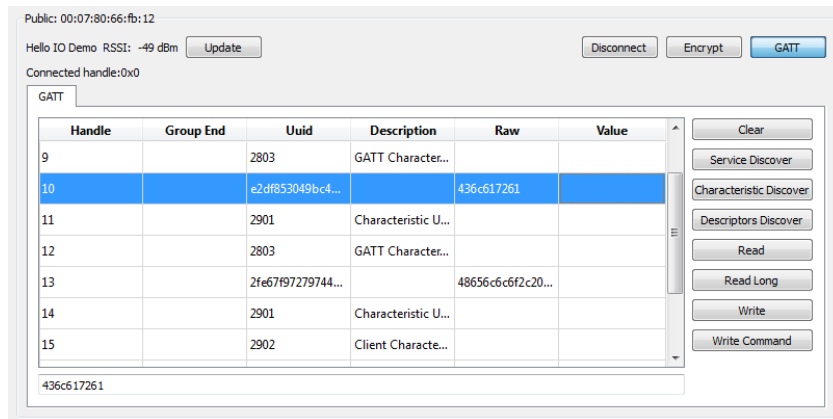 Public: 00:07:80:66:fb:12
Hello IO Demo RSSI: -49 dBm Update Disconnect Encrypt GATT
Connected handle:0x0
GATT
Handle Group End Uuid Description Raw Value Clear
9 2803 GATT Character... Service Discover
10 e2df853049bc4... 436c617261 Characteristic Discover
11 2901 Characteristic U... Descriptors Discover
12 2803 GATT Character... Read
13 2fe67f97279744... 48656c6c6f2c20... Read Long
14 2901 Characteristic U... Write
15 2902 Client Characte... Write Command
436c617261